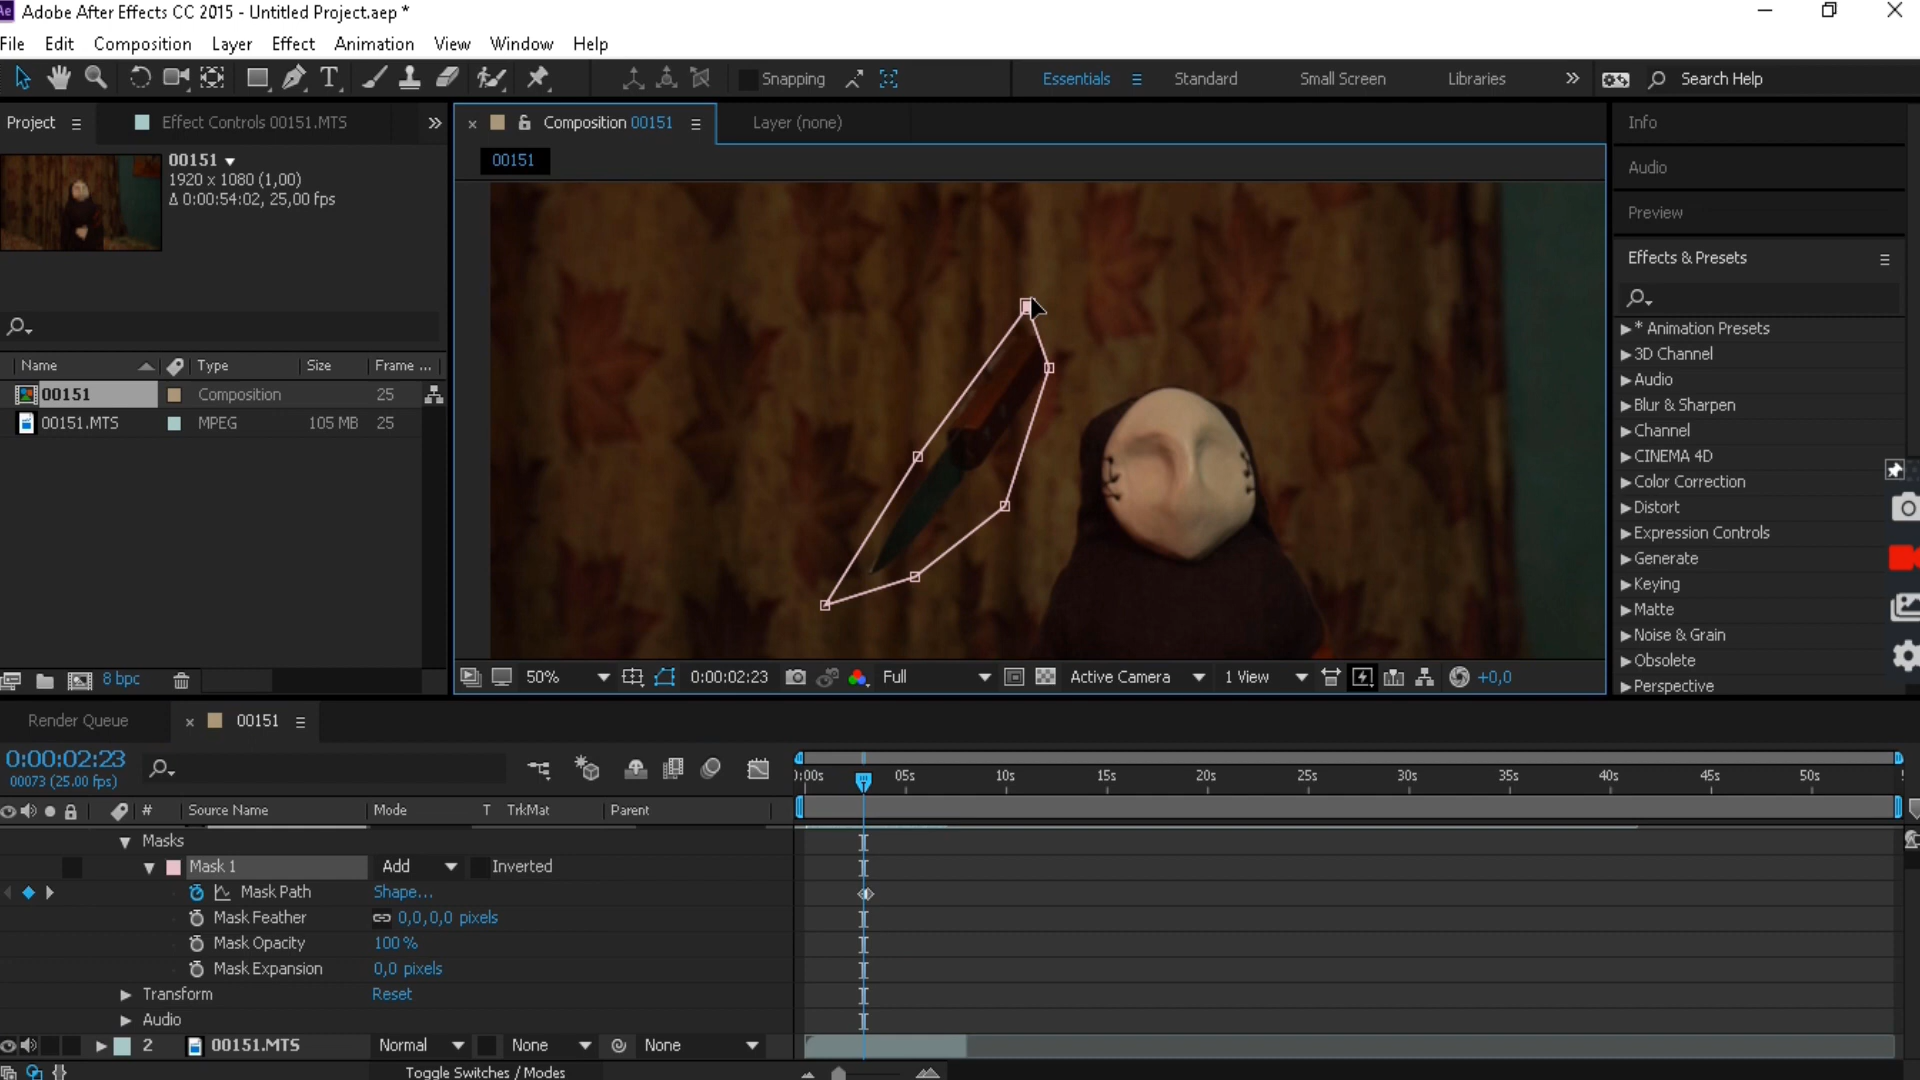 Adobe After Effects CC 2015 - Untitled Project.aep *
File Edit Composition Layer Effect Animation View Window Help
Snapping Essentials Standard Small Screen Libraries Search Help
Project Effect Controls 00151.MTS
Composition 00151 Layer (none)
00151
1920 x 1080 (1,00)
Δ 0:00:54:02, 25,00 fps
00151
Info
Audio
Preview
Effects & Presets
* Animation Presets
3D Channel
Audio
Blur & Sharpen
Channel
CINEMA 4D
Color Correction
Distort
Expression Controls
Generate
Keying
Matte
Noise & Grain
Obsolete
Perspective
Name Type Size Frame ...
00151 Composition 25
00151.MTS MPEG 105 MB 25
8 bpc
50% 0:00:02:23 Full Active Camera 1 View +0,0
Render Queue 00151
0:00:02:23
00073 (25.00 fps)
):00s 05s 10s 15s 20s 25s 30s 35s 40s 45s 50s
# Source Name Mode T TrkMat Parent
Masks
Mask 1 Add Inverted
Mask Path Shape...
Mask Feather 0,0,0,0 pixels
Mask Opacity 100 %
Mask Expansion 0,0 pixels
Transform Reset
Audio
2 00151.MTS Normal None None
Toggle Switches / Modes